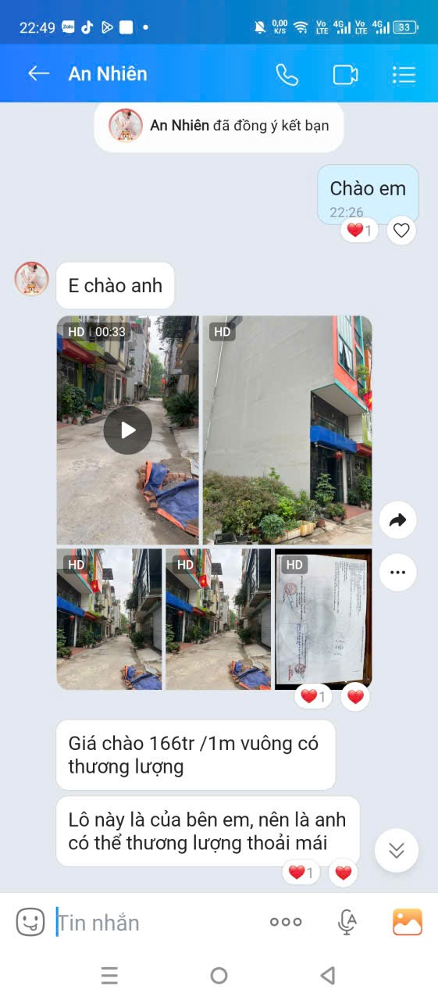 22:49 Zalo 0,00 K/S Vo LTE 4G Vo LTE 4G 33
An Nhiên
An Nhiên đã đồng ý kết bạn
Chào em
22:26
1
E chào anh
HD 00:33 HD
HD HD HD
1
Giá chào 166tr /1m vuông có
thương lượng
Lô này là của bên em, nên là anh
có thể thương lượng thoải mái
1
Tin nhắn